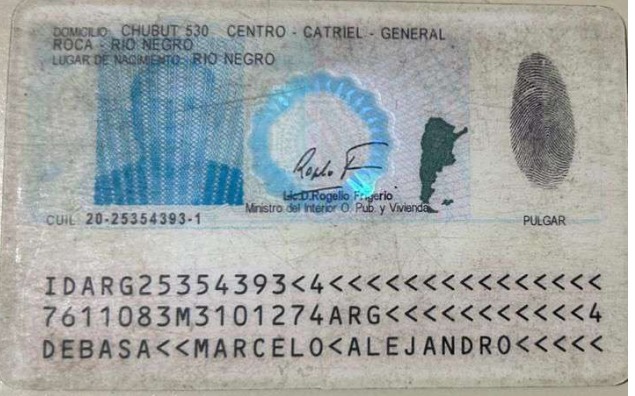 DOMICILIO: CHUBUT 530 CENTRO - CATRIEL - GENERAL
ROCA - RIO NEGRO
LUGAR DE NACIMIENTO: RIO NEGRO
Lic.D.Rogelio Frigerio
Ministro del Interior O. Pub. y Vivienda
CUIL: 20-25354393-1
PULGAR
IDARG25354393<4<<<<<<<<<<<<<<<
7611083M3101274ARG<<<<<<<<<<<4
DEBASA<<MARCELO<ALEJANDRO<<<<<